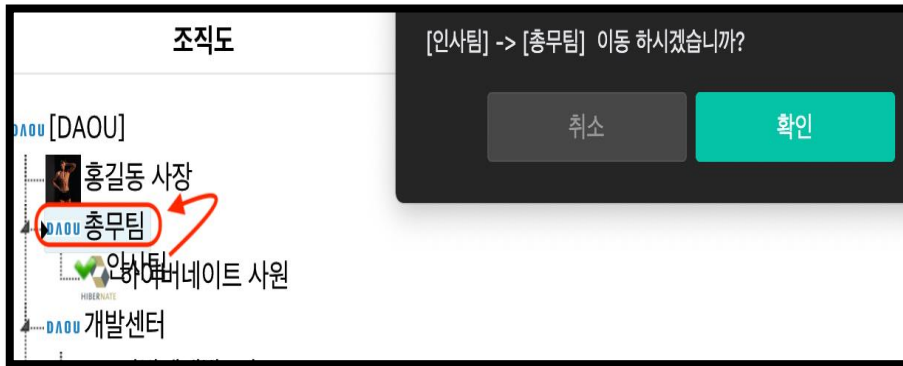 조직도
[인사팀] -> [총무팀] 이동 하시겠습니까?
취소
확인
DAOU [DAOU]
홍길동 사장
DAOU 총무팀
인사팀
하이버네이트 사원
HIBERNATE
DAOU 개발센터